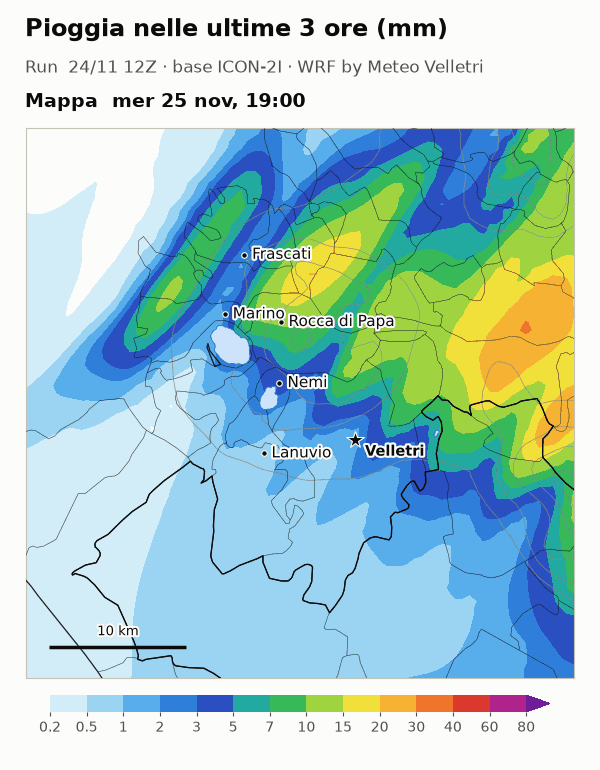 Pioggia nelle ultime 3 ore (mm)
Run 24/11 12Z · base ICON-2I · WRF by Meteo Velletri
Mappa mer 25 nov, 19:00
Frascati
Marino
Rocca di Papa
Nemi
Velletri
Lanuvio
10 km
0.2 0.5 1 2 3 5 7 10 15 20 30 40 60 80